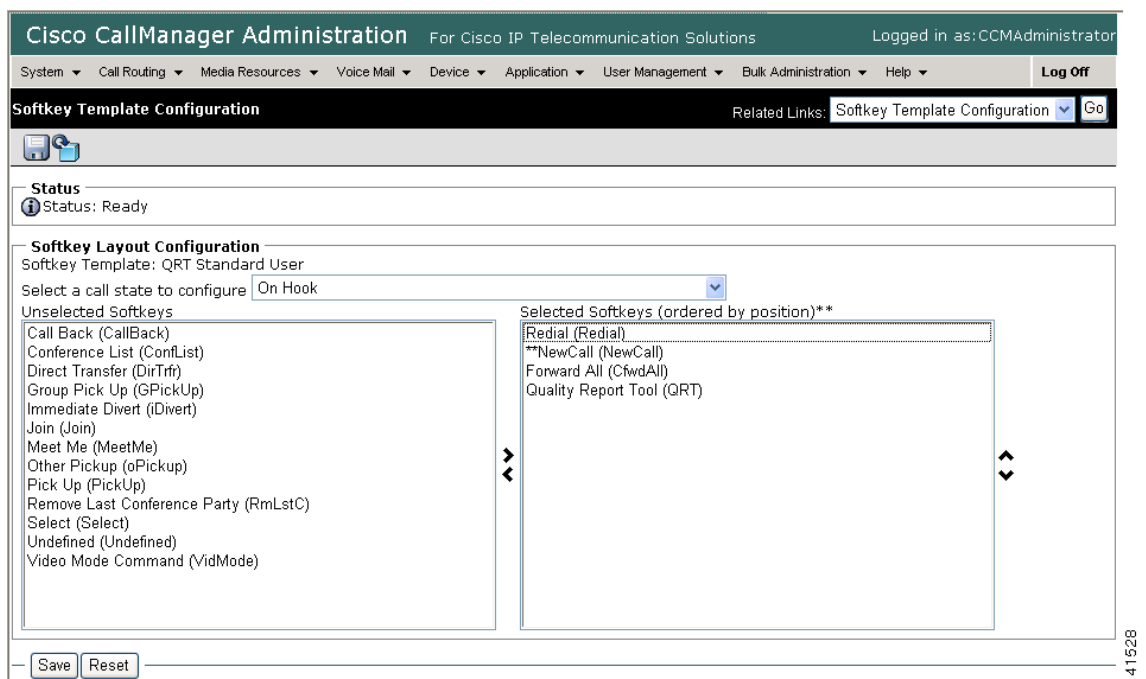 Cisco CallManager Administration For Cisco IP Telecommunication Solutions Logged in as:CCMAdministrator
System Call Routing Media Resources Voice Mail Device Application User Management Bulk Administration Help Log Off
Softkey Template Configuration Related Links: Softkey Template Configuration Go
Status
Status: Ready
Softkey Layout Configuration
Softkey Template: QRT Standard User
Select a call state to configure On Hook
Unselected Softkeys
Call Back (CallBack)
Conference List (ConfList)
Direct Transfer (DirTrfr)
Group Pick Up (GPickUp)
Immediate Divert (iDivert)
Join (Join)
Meet Me (MeetMe)
Other Pickup (oPickup)
Pick Up (PickUp)
Remove Last Conference Party (RmLstC)
Select (Select)
Undefined (Undefined)
Video Mode Command (VidMode)
Selected Softkeys (ordered by position)**
Redial (Redial)
**NewCall (NewCall)
Forward All (CfwdAll)
Quality Report Tool (QRT)
Save Reset
41528